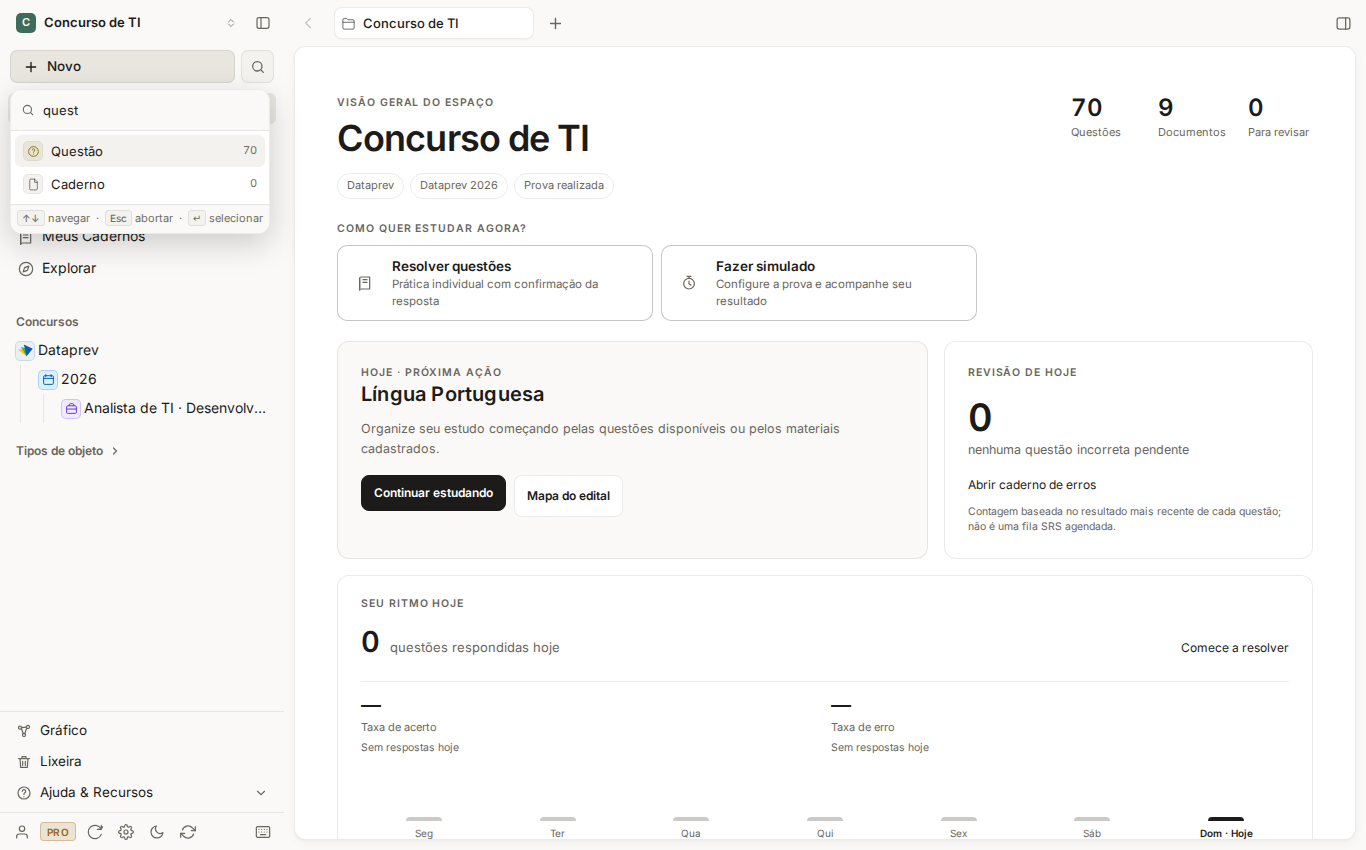 C Concurso de TI
Concurso de TI
Novo
quest
Questão 70
Caderno 0
↑↓ navegar · Esc abortar · ↵ selecionar
Meus Cadernos
Explorar
Concursos
Dataprev
2026
Analista de TI · Desenvolv...
Tipos de objeto
Gráfico
Lixeira
Ajuda & Recursos
PRO
VISÃO GERAL DO ESPAÇO
Concurso de TI
Dataprev
Dataprev 2026
Prova realizada
70
Questões
9
Documentos
0
Para revisar
COMO QUER ESTUDAR AGORA?
Resolver questões
Prática individual com confirmação da
resposta
Fazer simulado
Configure a prova e acompanhe seu
resultado
HOJE · PRÓXIMA AÇÃO
Língua Portuguesa
Organize seu estudo começando pelas questões disponíveis ou pelos materiais
cadastrados.
Continuar estudando
Mapa do edital
REVISÃO DE HOJE
0
nenhuma questão incorreta pendente
Abrir caderno de erros
Contagem baseada no resultado mais recente de cada questão;
não é uma fila SRS agendada.
SEU RITMO HOJE
0 questões respondidas hoje
Comece a resolver
—
Taxa de acerto
Sem respostas hoje
—
Taxa de erro
Sem respostas hoje
Seg
Ter
Qua
Qui
Sex
Sáb
Dom · Hoje